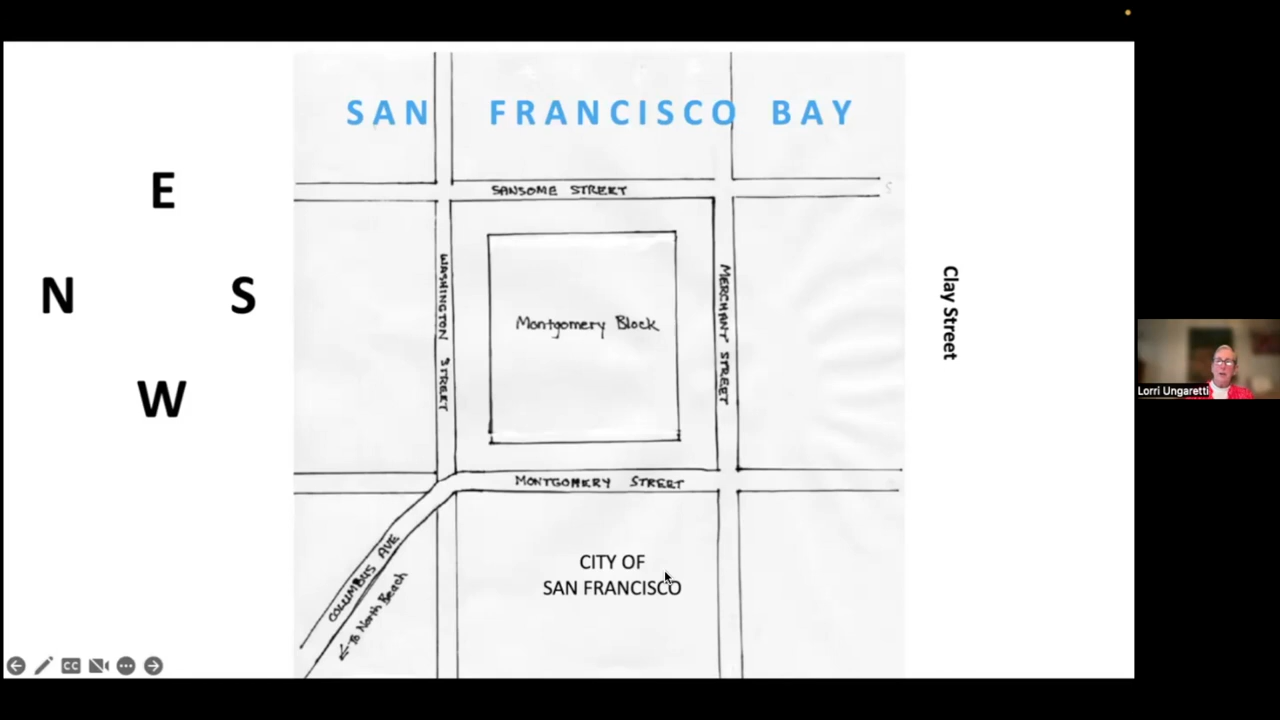 SAN FRANCISCO BAY
E
N S
W
SANSOME STREET
WASHINGTON STREET
Montgomery Block
MERCHANT STREET
Clay Street
MONTGOMERY STREET
COLUMBUS AVE
To North Beach
CITY OF
SAN FRANCISCO
Lorri Ungaretti
CC